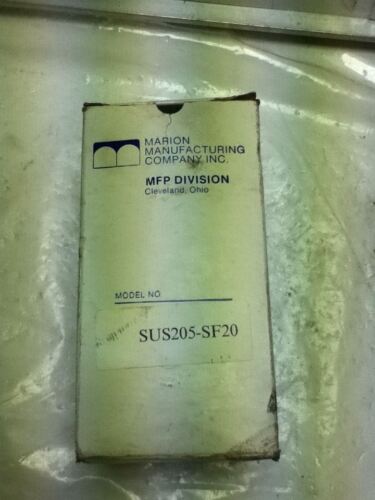 MARION
MANUFACTURING
COMPANY, INC.
MFP DIVISION
Cleveland, Ohio
MODEL NO.
SUS205-SF20